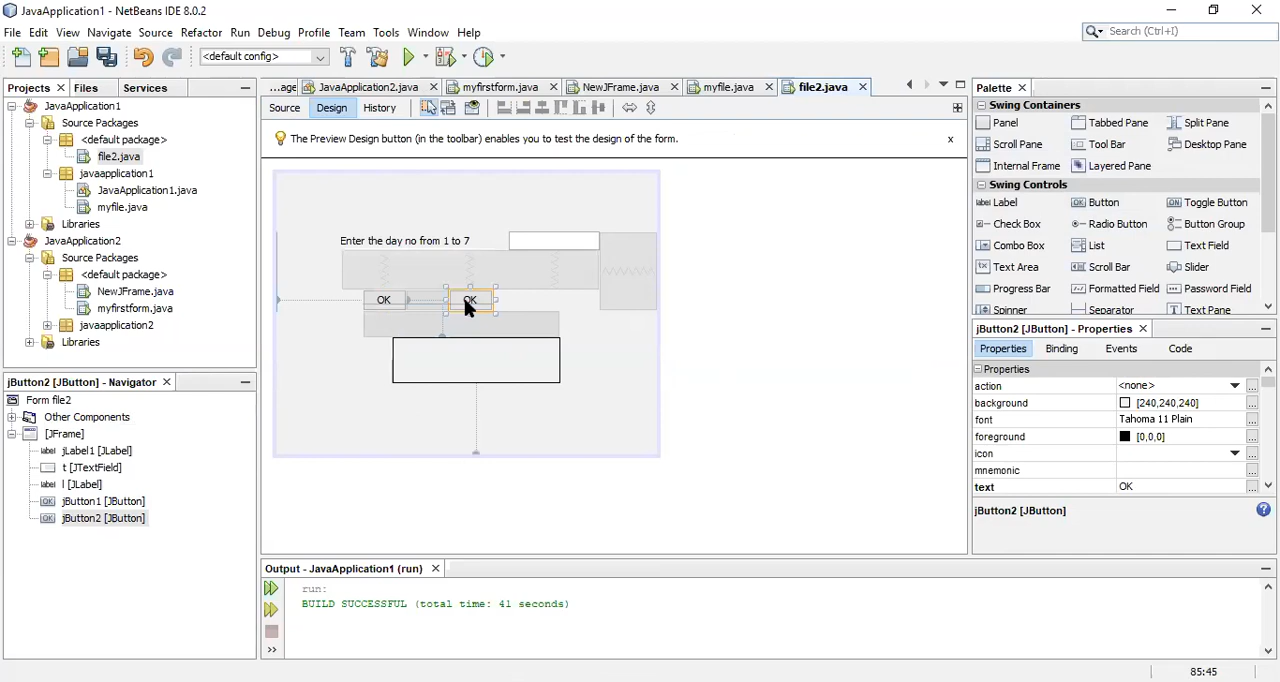 JavaApplication1 - NetBeans IDE 8.0.2
File Edit View Navigate Source Refactor Run Debug Profile Team Tools Window Help
Search (Ctrl+I)
<default config>
Projects Files Services
...age JavaApplication2.java myfirstform.java NewJFrame.java myfile.java file2.java
Palette
Source Design History
The Preview Design button (in the toolbar) enables you to test the design of the form. x
JavaApplication1
Source Packages
<default package>
file2.java
javaapplication1
JavaApplication1.java
myfile.java
Libraries
JavaApplication2
Source Packages
<default package>
NewJFrame.java
myfirstform.java
javaapplication2
Libraries
Enter the day no from 1 to 7
OK OK
Swing Containers
Panel Tabbed Pane Split Pane
Scroll Pane Tool Bar Desktop Pane
Internal Frame Layered Pane
Swing Controls
label Label OK Button ON Toggle Button
Check Box Radio Button Button Group
Combo Box List Text Field
Text Area Scroll Bar Slider
Progress Bar Formatted Field Password Field
Spinner Separator Text Pane
jButton2 [JButton] - Properties
Properties Binding Events Code
Properties
action <none> ...
background [240,240,240] ...
font Tahoma 11 Plain ...
foreground [0,0,0] ...
icon ...
mnemonic ...
text OK ...
jButton2 [JButton]
jButton2 [JButton] - Navigator
Form file2
Other Components
[JFrame]
label jLabel1 [JLabel]
t [JTextField]
label l [JLabel]
OK jButton1 [JButton]
OK jButton2 [JButton]
Output - JavaApplication1 (run)
run:
BUILD SUCCESSFUL (total time: 41 seconds)
85:45